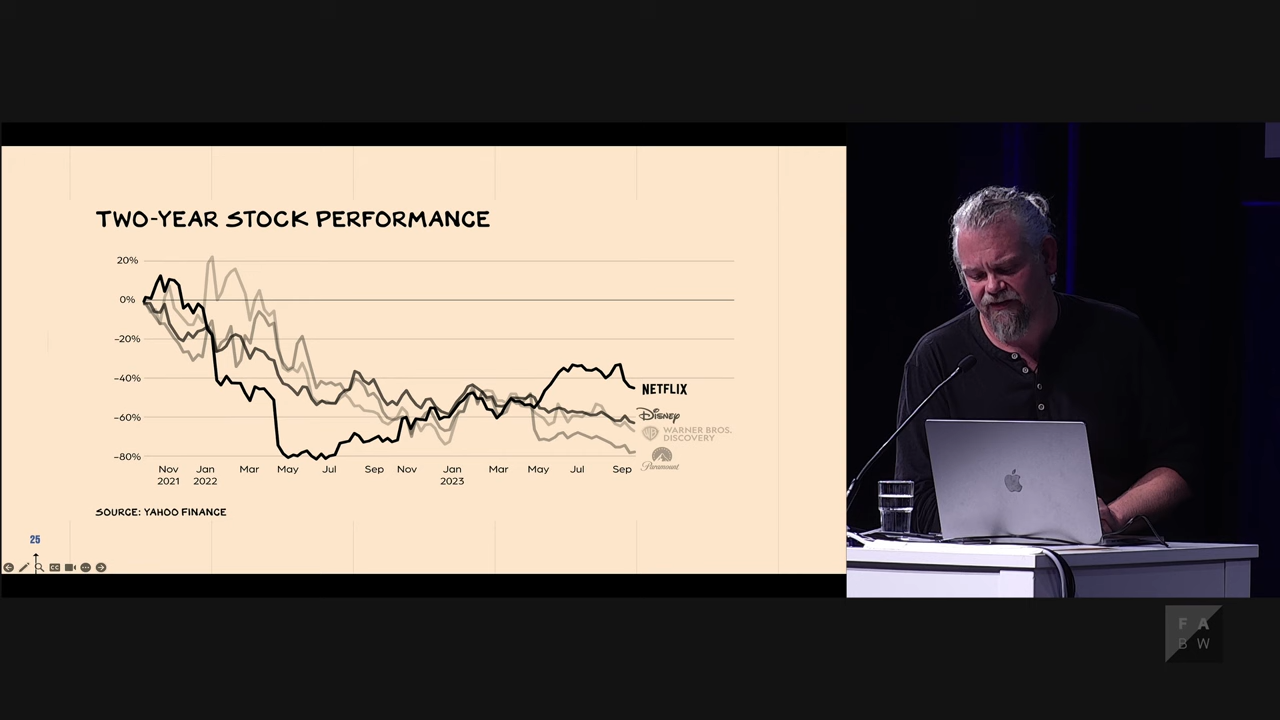 TWO-YEAR STOCK PERFORMANCE
20%
0%
-20%
-40%
-60%
-80%
Nov Jan Mar May Jul Sep Nov Jan Mar May Jul Sep
2021 2022 2023
NETFLIX
Disney
WB WARNER BROS.
DISCOVERY
Paramount
SOURCE: YAHOO FINANCE
25
F A
B W